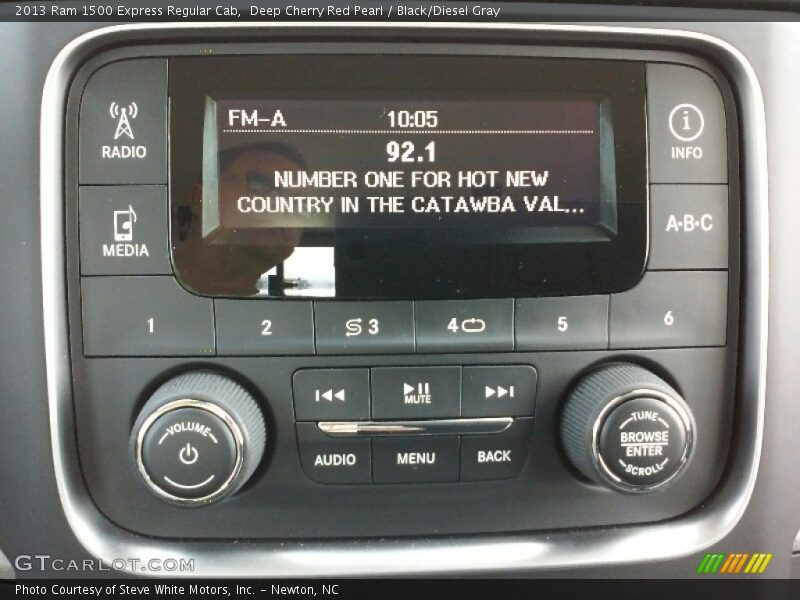 2013 Ram 1500 Express Regular Cab, Deep Cherry Red Pearl / Black/Diesel Gray
RADIO
FM-A 10:05
92.1
NUMBER ONE FOR HOT NEW
COUNTRY IN THE CATAWBA VAL...
i
INFO
MEDIA
A·B·C
1 2 3 4 5 6
MUTE
VOLUME
AUDIO MENU BACK
TUNE
BROWSE
ENTER
SCROLL
GTCARLOT.COM
Photo Courtesy of Steve White Motors, Inc. - Newton, NC